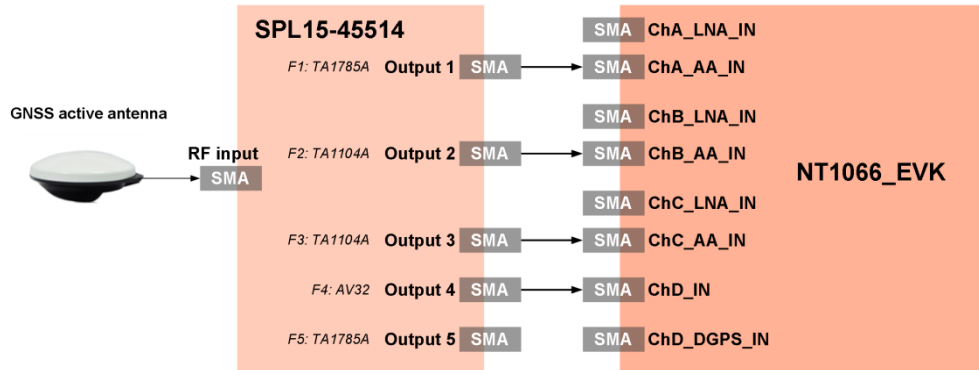 SPL15-45514
SMA ChA_LNA_IN
F1: TA1785A Output 1 SMA SMA ChA_AA_IN
GNSS active antenna
SMA ChB_LNA_IN
RF input
F2: TA1104A Output 2 SMA SMA ChB_AA_IN
SMA
NT1066_EVK
SMA ChC_LNA_IN
F3: TA1104A Output 3 SMA SMA ChC_AA_IN
F4: AV32 Output 4 SMA SMA ChD_IN
F5: TA1785A Output 5 SMA SMA ChD_DGPS_IN